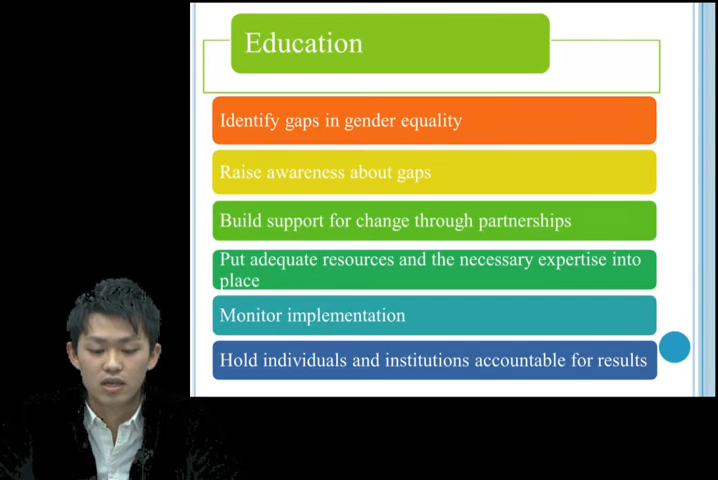 Education
Identify gaps in gender equality
Raise awareness about gaps
Build support for change through partnerships
Put adequate resources and the necessary expertise into
place
Monitor implementation
Hold individuals and institutions accountable for results